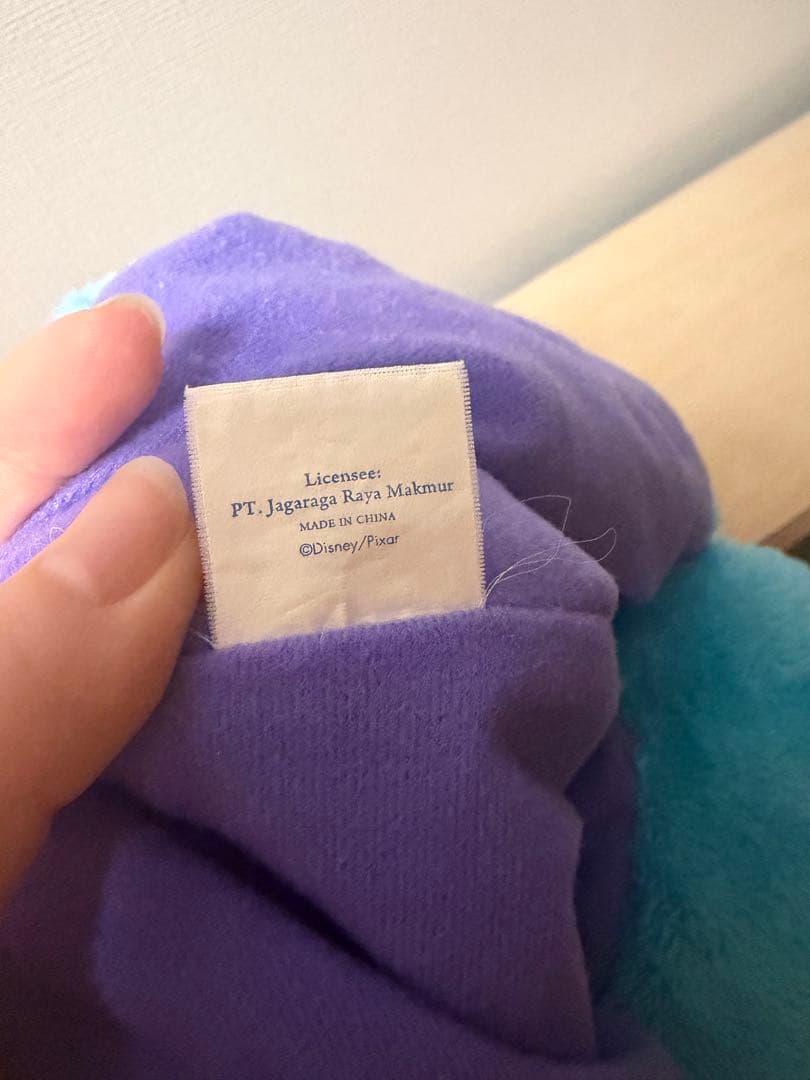 Licensee:
PT. Jagaraga Raya Makmur
MADE IN CHINA
©Disney/Pixar